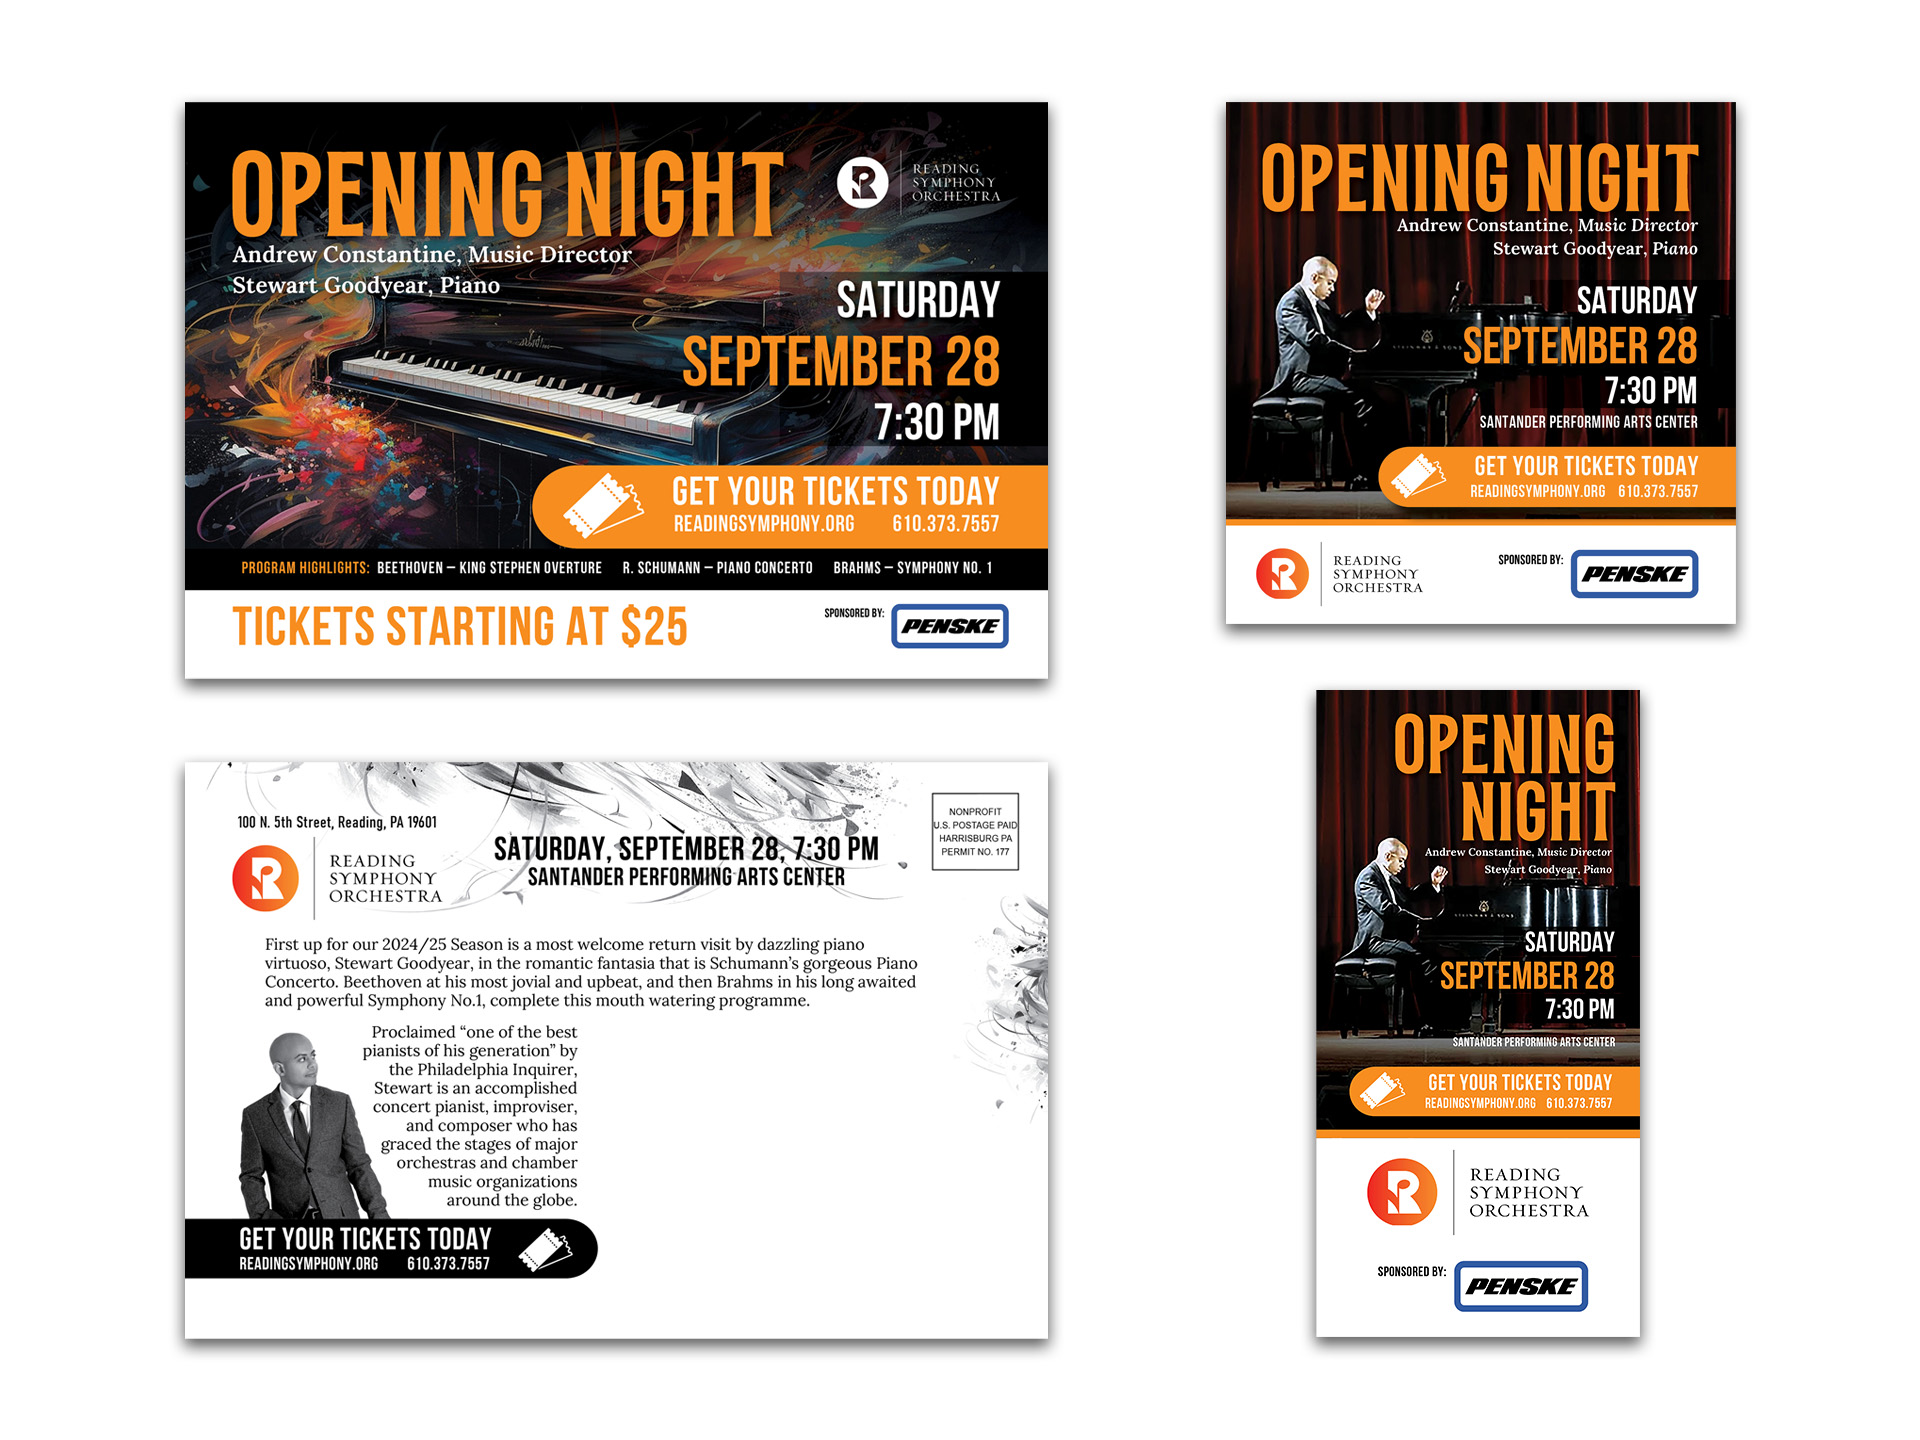 OPENING NIGHT
Andrew Constantine, Music Director
Stewart Goodyear, Piano
READING
SYMPHONY
ORCHESTRA
SATURDAY
SEPTEMBER 28
7:30 PM
GET YOUR TICKETS TODAY
READINGSYMPHONY.ORG 610.373.7557
PROGRAM HIGHLIGHTS: BEETHOVEN – KING STEPHEN OVERTURE R. SCHUMANN – PIANO CONCERTO BRAHMS – SYMPHONY NO. 1
TICKETS STARTING AT $25
SPONSORED BY: PENSKE
OPENING NIGHT
Andrew Constantine, Music Director
Stewart Goodyear, Piano
STEINWAY & SONS
SATURDAY
SEPTEMBER 28
7:30 PM
SANTANDER PERFORMING ARTS CENTER
GET YOUR TICKETS TODAY
READINGSYMPHONY.ORG 610.373.7557
READING
SYMPHONY
ORCHESTRA
SPONSORED BY: PENSKE
100 N. 5th Street, Reading, PA 19601
READING
SYMPHONY
ORCHESTRA
SATURDAY, SEPTEMBER 28, 7:30 PM
SANTANDER PERFORMING ARTS CENTER
NONPROFIT
U.S. POSTAGE PAID
HARRISBURG PA
PERMIT NO. 177
First up for our 2024/25 Season is a most welcome return visit by dazzling piano
virtuoso, Stewart Goodyear, in the romantic fantasia that is Schumann's gorgeous Piano
Concerto. Beethoven at his most jovial and upbeat, and then Brahms in his long awaited
and powerful Symphony No.1, complete this mouth watering programme.
Proclaimed “one of the best
pianists of his generation” by
the Philadelphia Inquirer,
Stewart is an accomplished
concert pianist, improviser,
and composer who has
graced the stages of major
orchestras and chamber
music organizations
around the globe.
GET YOUR TICKETS TODAY
READINGSYMPHONY.ORG 610.373.7557
OPENING
NIGHT
Andrew Constantine, Music Director
Stewart Goodyear, Piano
STEINWAY & SONS
SATURDAY
SEPTEMBER 28
7:30 PM
SANTANDER PERFORMING ARTS CENTER
GET YOUR TICKETS TODAY
READINGSYMPHONY.ORG 610.373.7557
READING
SYMPHONY
ORCHESTRA
SPONSORED BY: PENSKE